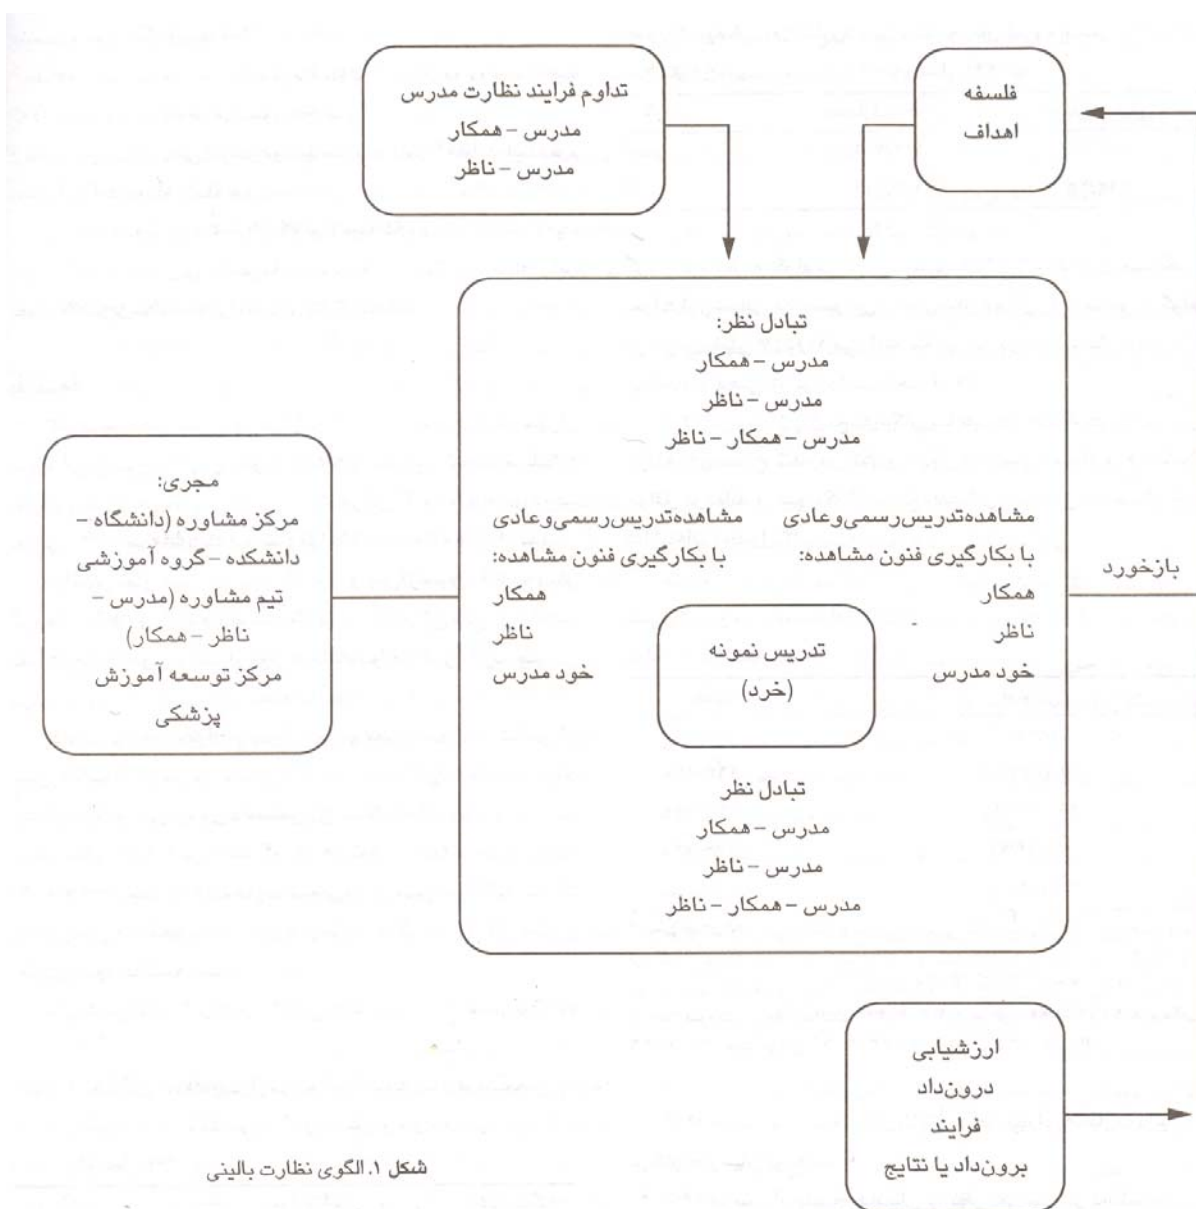 فلسفه
اهداف
تداوم فرایند نظارت مدرس
مدرس – همکار
مدرس – ناظر
تبادل نظر:
مدرس – همکار
مدرس – ناظر
مدرس – همکار – ناظر
مشاهده تدریس رسمی و عادی
با بکارگیری فنون مشاهده:
همکار
ناظر
خود مدرس
مشاهده تدریس رسمی و عادی
با بکارگیری فنون مشاهده:
همکار
ناظر
خود مدرس
تدریس نمونه
(خرد)
تبادل نظر
مدرس – همکار
مدرس – ناظر
مدرس – همکار – ناظر
بازخورد
مجری:
مرکز مشاوره (دانشگاه –
دانشکده – گروه آموزشی
تیم مشاوره (مدرس –
ناظر – همکار)
مرکز توسعه آموزش
پزشکی
ارزشیابی
درون‌داد
فرایند
برون‌داد یا نتایج
شکل ۱. الگوی نظارت بالینی